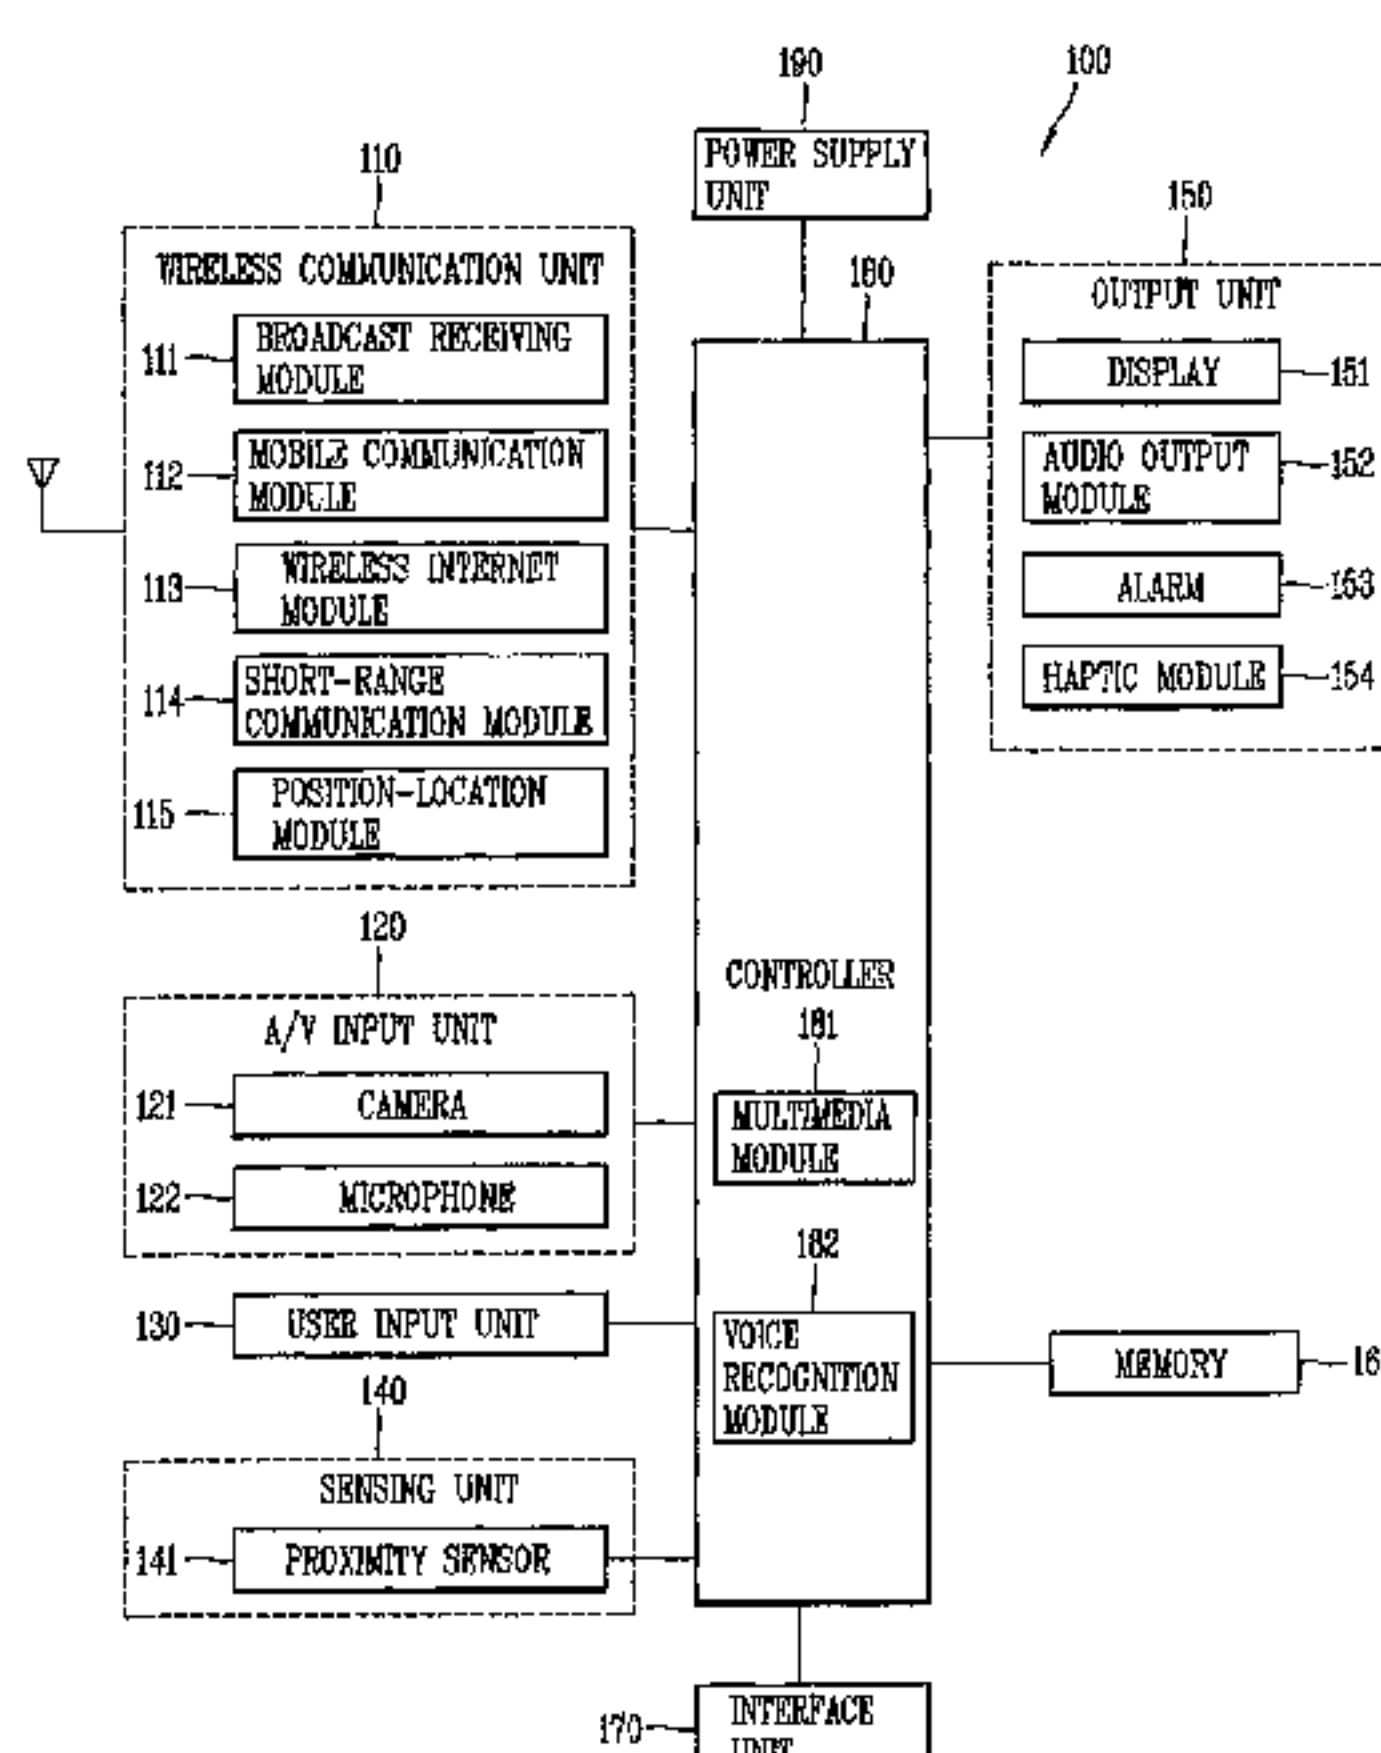 190
100
POWER SUPPLY
UNIT
110
150
WIRELESS COMMUNICATION UNIT
180
OUTPUT UNIT
111
BROADCAST RECEIVING
MODULE
DISPLAY
151
112
MOBILE COMMUNICATION
MODULE
AUDIO OUTPUT
MODULE
152
113
WIRELESS INTERNET
MODULE
ALARM
153
114
SHORT-RANGE
COMMUNICATION MODULE
HAPTIC MODULE
154
115
POSITION-LOCATION
MODULE
120
CONTROLLER
A/V INPUT UNIT
181
121
CAMERA
MULTIMEDIA
MODULE
122
MICROPHONE
182
130
USER INPUT UNIT
VOICE
RECOGNITION
MODULE
MEMORY
16
140
SENSING UNIT
141
PROXIMITY SENSOR
170
INTERFACE
UNIT